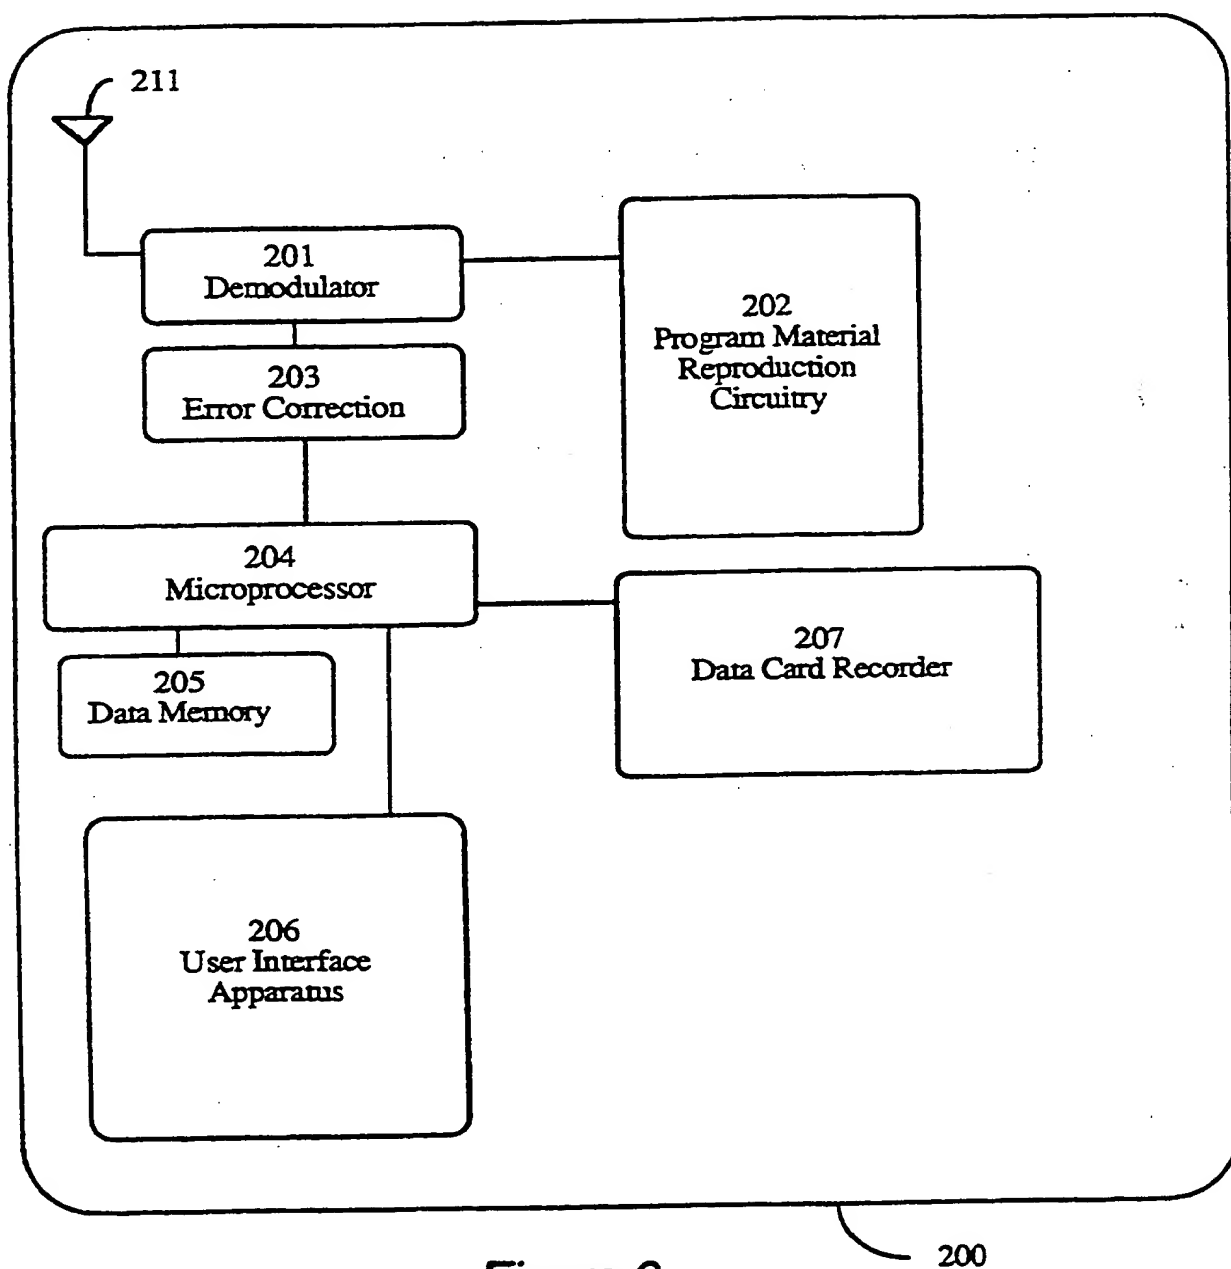 211
201
Demodulator
202
Program Material
Reproduction
Circuitry
203
Error Correction
204
Microprocessor
207
Data Card Recorder
205
Data Memory
206
User Interface
Apparatus
200